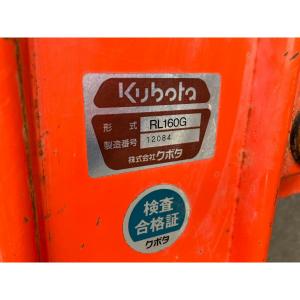 Kubota
形式 RL160G
製造番号 12084
株式会社クボタ
検査
合格証
クボタ